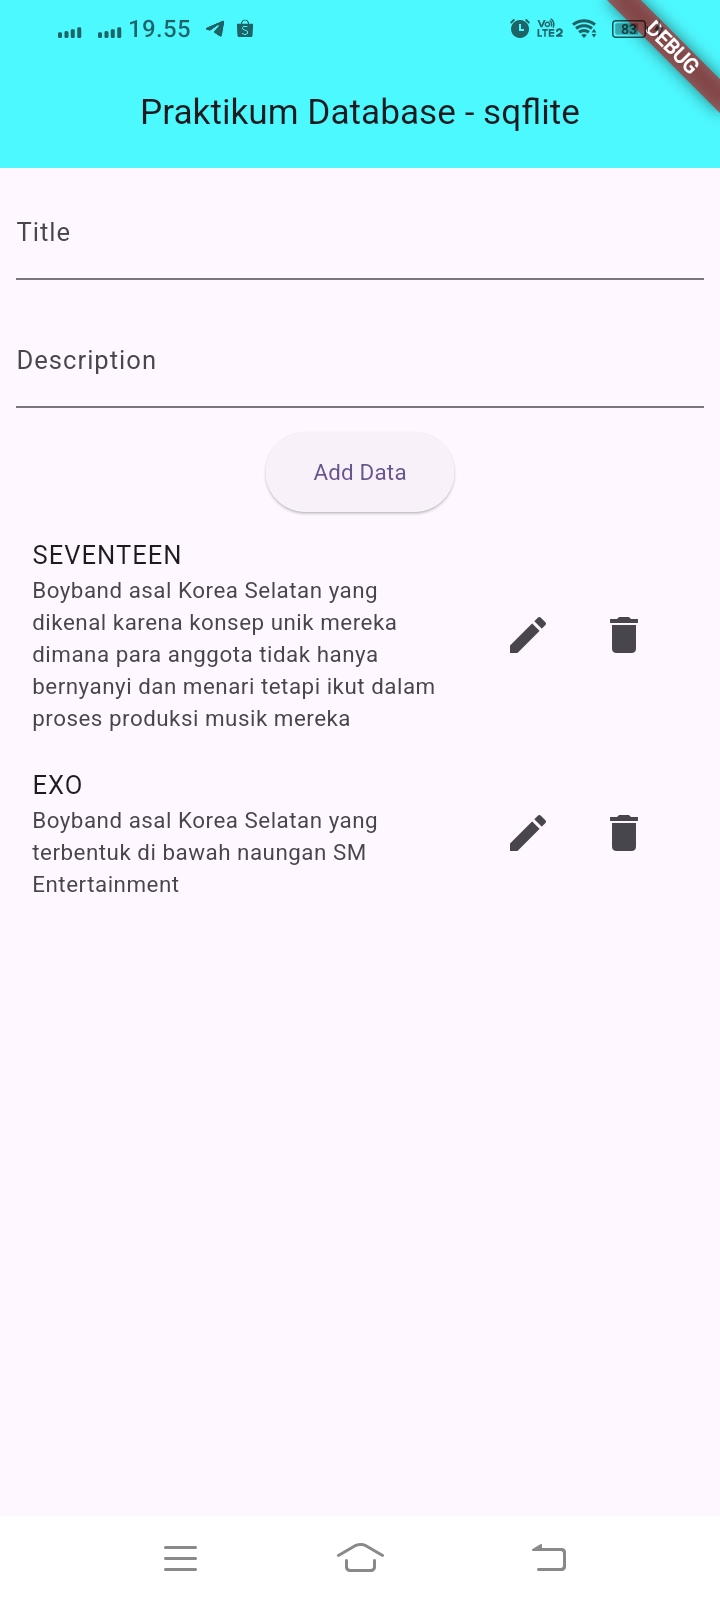 19.55
Vo))
LTE2
83
DEBUG
Praktikum Database - sqflite
Title
Description
Add Data
SEVENTEEN
Boyband asal Korea Selatan yang
dikenal karena konsep unik mereka
dimana para anggota tidak hanya
bernyanyi dan menari tetapi ikut dalam
proses produksi musik mereka
EXO
Boyband asal Korea Selatan yang
terbentuk di bawah naungan SM
Entertainment